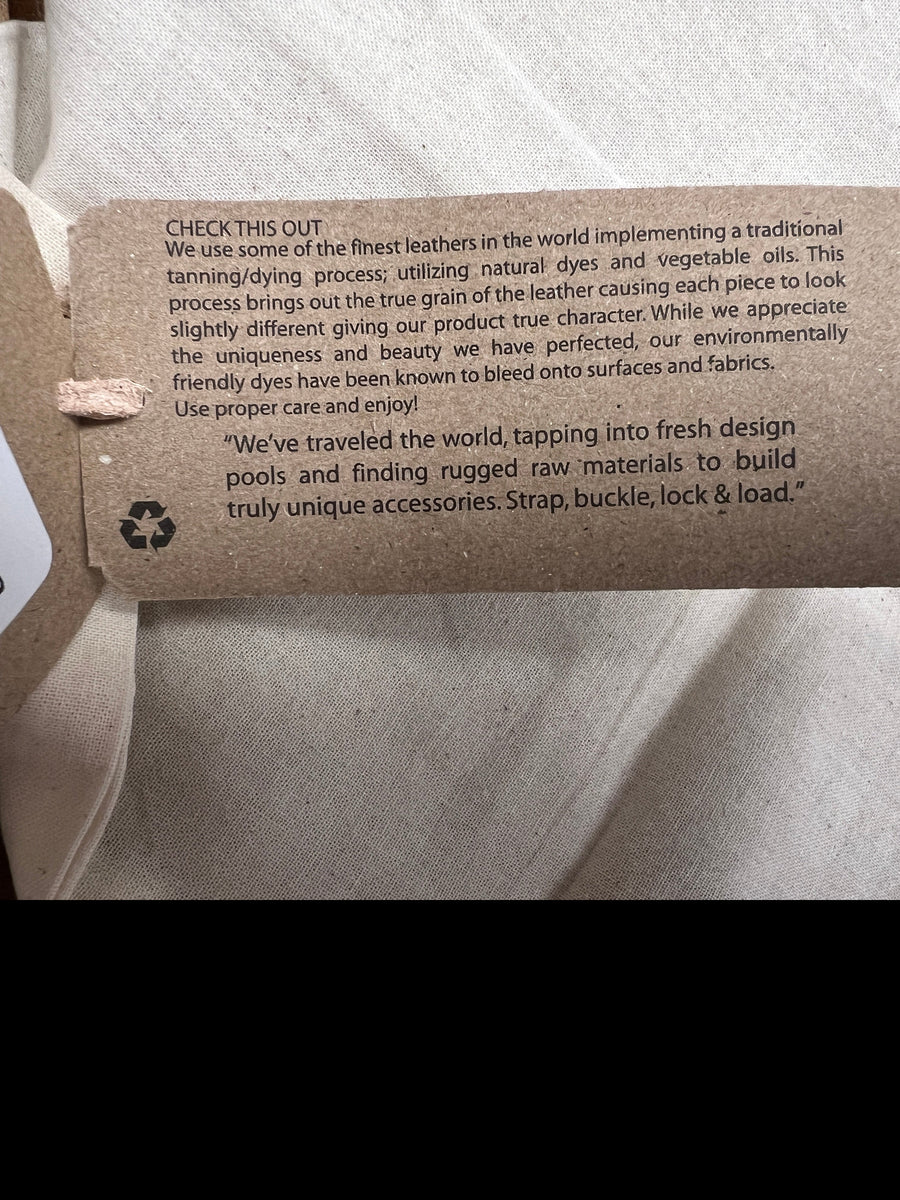 CHECK THIS OUT
We use some of the finest leathers in the world implementing a traditional
tanning/dying process; utilizing natural dyes and vegetable oils. This
process brings out the true grain of the leather causing each piece to look
slightly different giving our product true character. While we appreciate
the uniqueness and beauty we have perfected, our environmentally
friendly dyes have been known to bleed onto surfaces and fabrics.
Use proper care and enjoy!
“We’ve traveled the world, tapping into fresh design
pools and finding rugged raw materials to build
truly unique accessories. Strap, buckle, lock & load.”